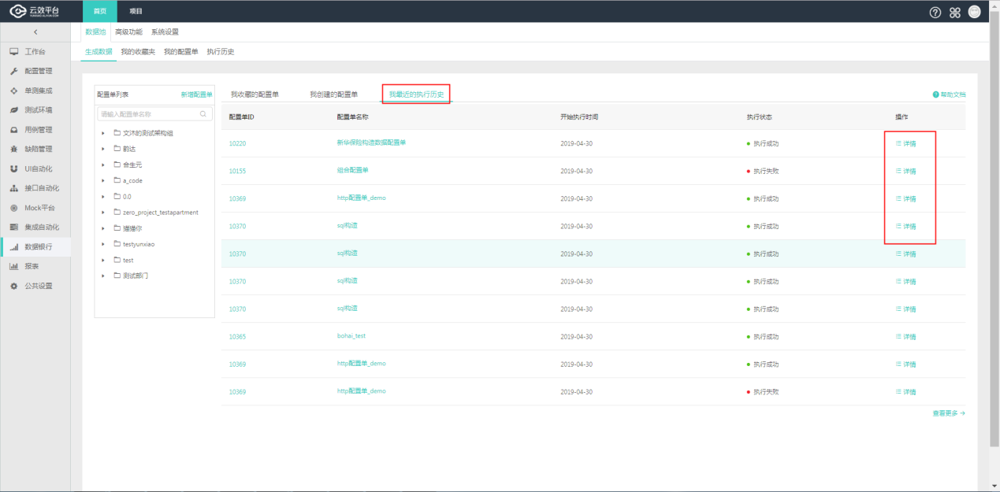 云效平台 首页 项目
YUNXIAO.ALIYUN.COM
数据池 高级功能 系统设置
生成数据 我的收藏夹 我的配置单 执行历史
工作台
配置管理
单测集成
测试环境
用例管理
缺陷管理
UI自动化
接口自动化
Mock平台
集成自动化
数据银行
报表
公共设置
配置单列表 新增配置单
请输入配置单名称
文沐的测试架构组
韵达
合生元
a_code
0.0
zero_project_testapartment
猫猫你
testyunxiao
test
测试部门
我收藏的配置单 我创建的配置单 我最近的执行历史 帮助文档
配置单ID 配置单名称 开始执行时间 执行状态 操作
10220 新华保险构造数据配置单 2019-04-30 执行成功 详情
10155 组合配置单 2019-04-30 执行失败 详情
10369 http配置单_demo 2019-04-30 执行成功 详情
10370 sql构造 2019-04-30 执行成功 详情
10370 sql构造 2019-04-30 执行成功 详情
10370 sql构造 2019-04-30 执行成功 详情
10370 sql构造 2019-04-30 执行成功 详情
10365 bohai_test 2019-04-30 执行成功 详情
10369 http配置单_demo 2019-04-30 执行成功 详情
10369 http配置单_demo 2019-04-30 执行失败 详情
查看更多